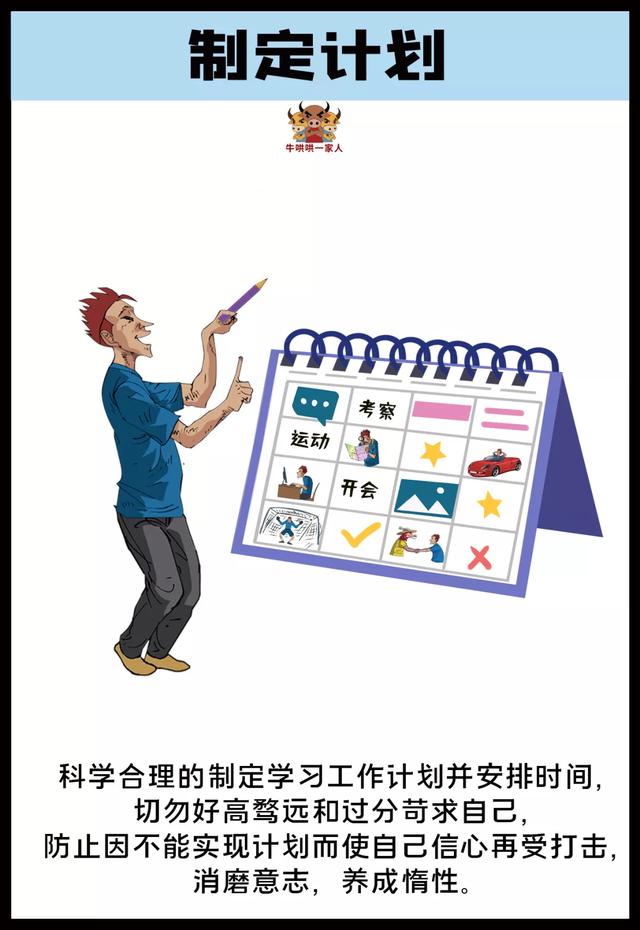 制定计划
牛哄哄一家人
考察
运动
开会
科学合理的制定学习工作计划并安排时间，
切勿好高骛远和过分苛求自己，
防止因不能实现计划而使自己信心再受打击，
消磨意志，养成惰性。